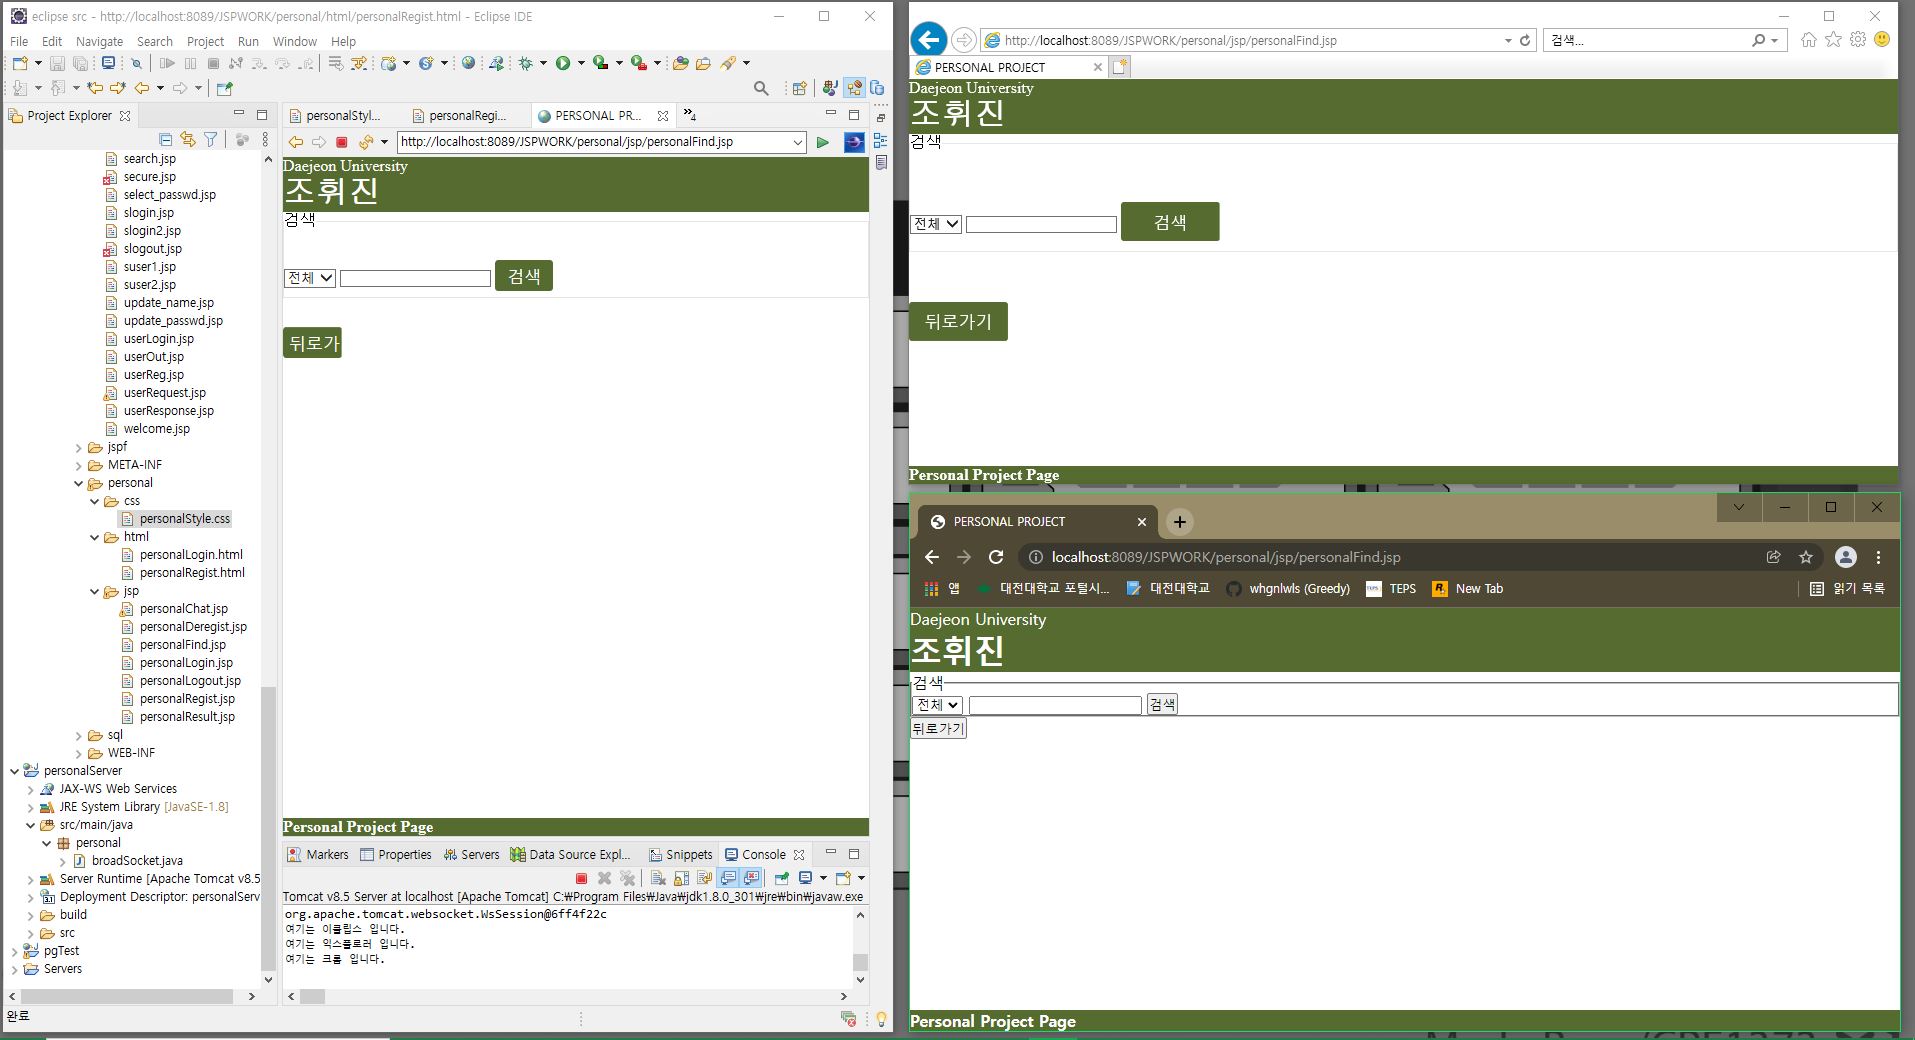 eclipse src - http://localhost:8089/JSPWORK/personal/html/personalRegist.html - Eclipse IDE
File Edit Navigate Search Project Run Window Help
Project Explorer
search.jsp
secure.jsp
select_passwd.jsp
slogin.jsp
slogin2.jsp
slogout.jsp
suser1.jsp
suser2.jsp
update_name.jsp
update_passwd.jsp
userLogin.jsp
userOut.jsp
userReg.jsp
userRequest.jsp
userResponse.jsp
welcome.jsp
jspf
META-INF
personal
css
personalStyle.css
html
personalLogin.html
personalRegist.html
jsp
personalChat.jsp
personalDeregist.jsp
personalFind.jsp
personalLogin.jsp
personalLogout.jsp
personalRegist.jsp
personalResult.jsp
sql
WEB-INF
personalServer
JAX-WS Web Services
JRE System Library [JavaSE-1.8]
src/main/java
personal
broadSocket.java
Server Runtime [Apache Tomcat v8.5
Deployment Descriptor: personalServ
build
src
pgTest
Servers
완료
personalStyl... personalRegi... PERSONAL PR... »4
http://localhost:8089/JSPWORK/personal/jsp/personalFind.jsp
Daejeon University
조휘진
검색
전체 검색
뒤로가
Personal Project Page
Markers Properties Servers Data Source Expl... Snippets Console
Tomcat v8.5 Server at localhost [Apache Tomcat] C:₩Program Files₩Java₩jdk1.8.0_301₩jre₩bin₩javaw.exe
org.apache.tomcat.websocket.WsSession@6ff4f22c
여기는 이클립스 입니다.
여기는 익스플로러 입니다.
여기는 크롬 입니다.
http://localhost:8089/JSPWORK/personal/jsp/personalFind.jsp 검색...
PERSONAL PROJECT
Daejeon University
조휘진
검색
전체 검색
뒤로가기
Personal Project Page
PERSONAL PROJECT
localhost:8089/JSPWORK/personal/jsp/personalFind.jsp
앱 대전대학교 포털시... 대전대학교 whgnlwls (Greedy) TEPS TEPS New Tab 읽기 목록
Daejeon University
조휘진
검색
전체 검색
뒤로가기
Personal Project Page